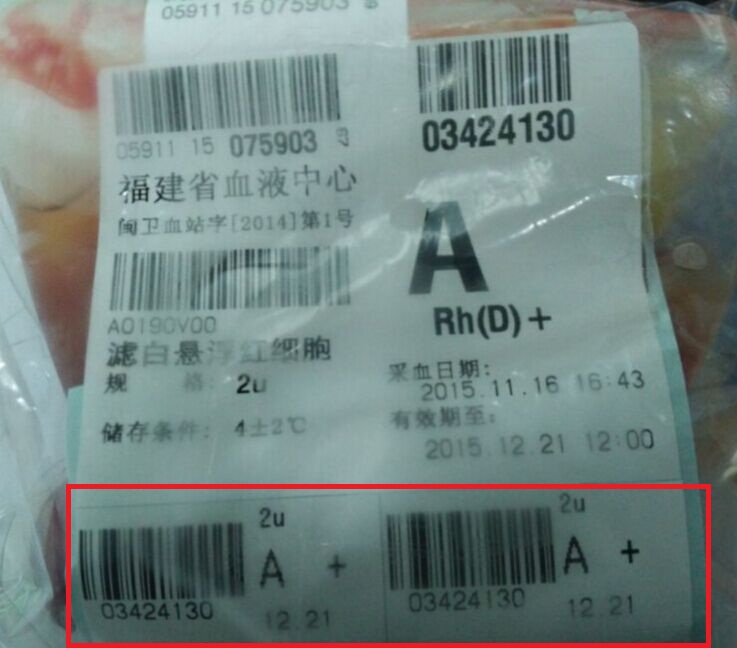 05911 15 075903
03424130
05911 15 075903
福建省血液中心
闽卫血站字[2014]第1号
A
Rh(D)+
A0190V00
滤白悬浮红细胞
规 格: 2u
储存条件: 4±2℃
采血日期:
2015.11.16 16:43
有效期至:
2015.12.21 12:00
2u
A +
03424130
12.21
2u
A +
03424130
12.21